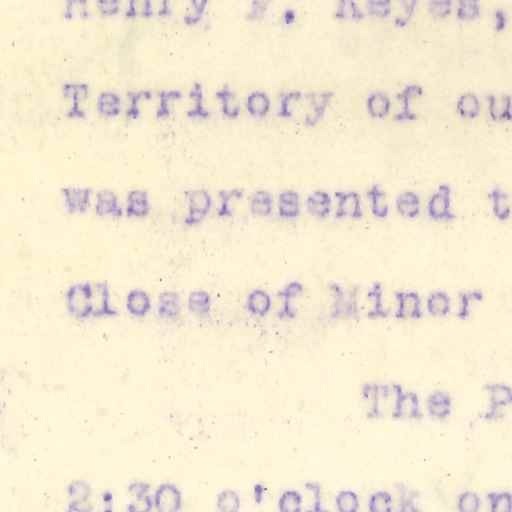 Henry F. Keyes,
Territory of ou
was presented t
Close of Minor
The P
2:30 o'clock on